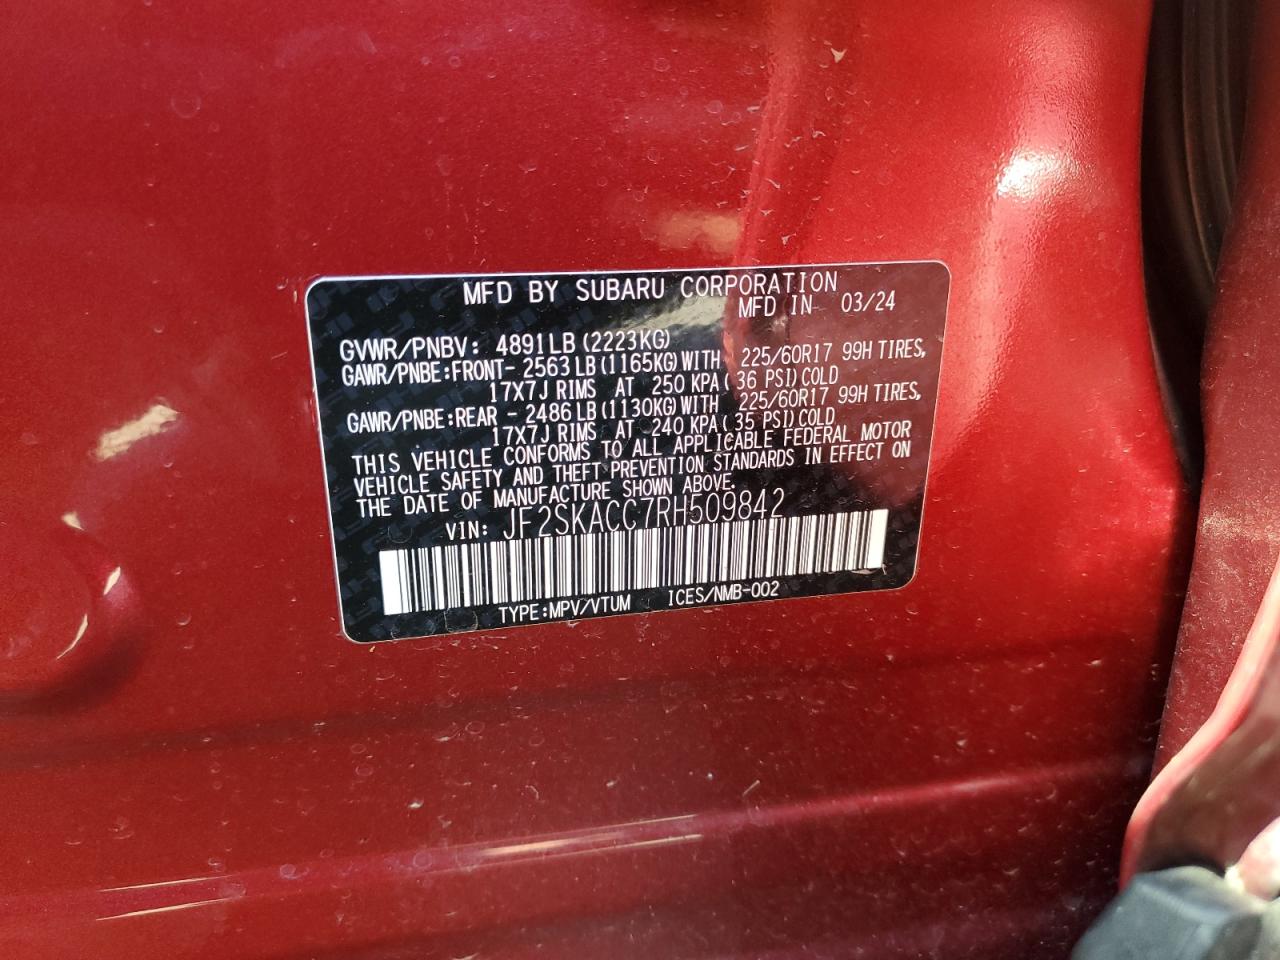 MFD BY SUBARU CORPORATION
MFD IN 03/24
GVWR/PNBV: 4891LB (2223KG)
GAWR/PNBE:FRONT- 2563LB(1165KG)WITH 225/60R17 99H TIRES,
17X7J RIMS AT 250 KPA( 36 PSI)COLD
GAWR/PNBE:REAR - 2486LB(1130KG)WITH 225/60R17 99H TIRES,
17X7J RIMS AT 240 KPA( 35 PSI)COLD
THIS VEHICLE CONFORMS TO ALL APPLICABLE FEDERAL MOTOR
VEHICLE SAFETY AND THEFT PREVENTION STANDARDS IN EFFECT ON
THE DATE OF MANUFACTURE SHOWN ABOVE.
VIN: JF2SKACC7RH509842
TYPE:MPV/VTUM ICES/NMB-002